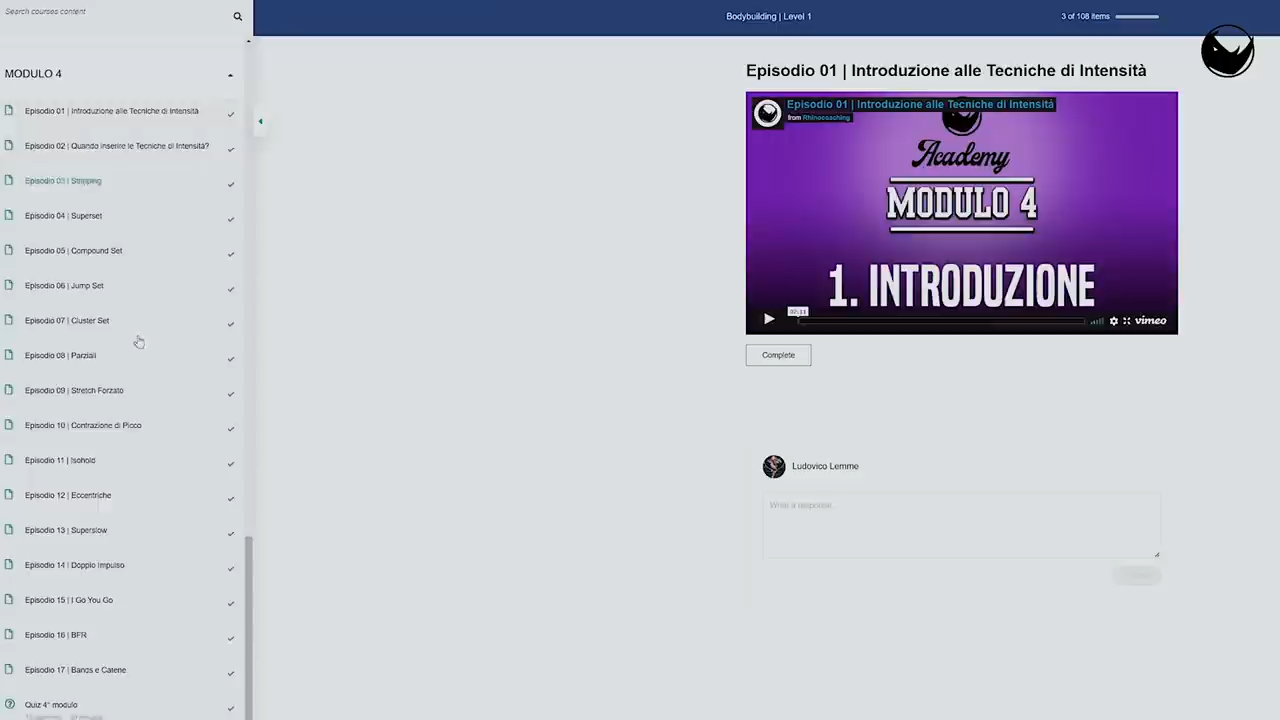 Search courses content
Bodybuilding | Level 1
3 of 108 items
MODULO 4
Episodio 01 | Introduzione alle Tecniche di Intensità
Episodio 02 | Quando inserire le Tecniche di Intensità?
Episodio 03 | Stripping
Episodio 04 | Superset
Episodio 05 | Compound Set
Episodio 06 | Jump Set
Episodio 07 | Cluster Set
Episodio 08 | Parziali
Episodio 09 | Stretch Forzato
Episodio 10 | Contrazione di Picco
Episodio 11 | Isohold
Episodio 12 | Eccentriche
Episodio 13 | Superslow
Episodio 14 | Doppio Impulso
Episodio 15 | I Go You Go
Episodio 16 | BFR
Episodio 17 | Bands e Catene
Quiz 4° modulo
Episodio 01 | Introduzione alle Tecniche di Intensità
Episodio 01 | Introduzione alle Tecniche di Intensità
from Rhinocoaching
Academy
MODULO 4
1. INTRODUZIONE
07:11
vimeo
Complete
Ludovico Lemme
Write a response